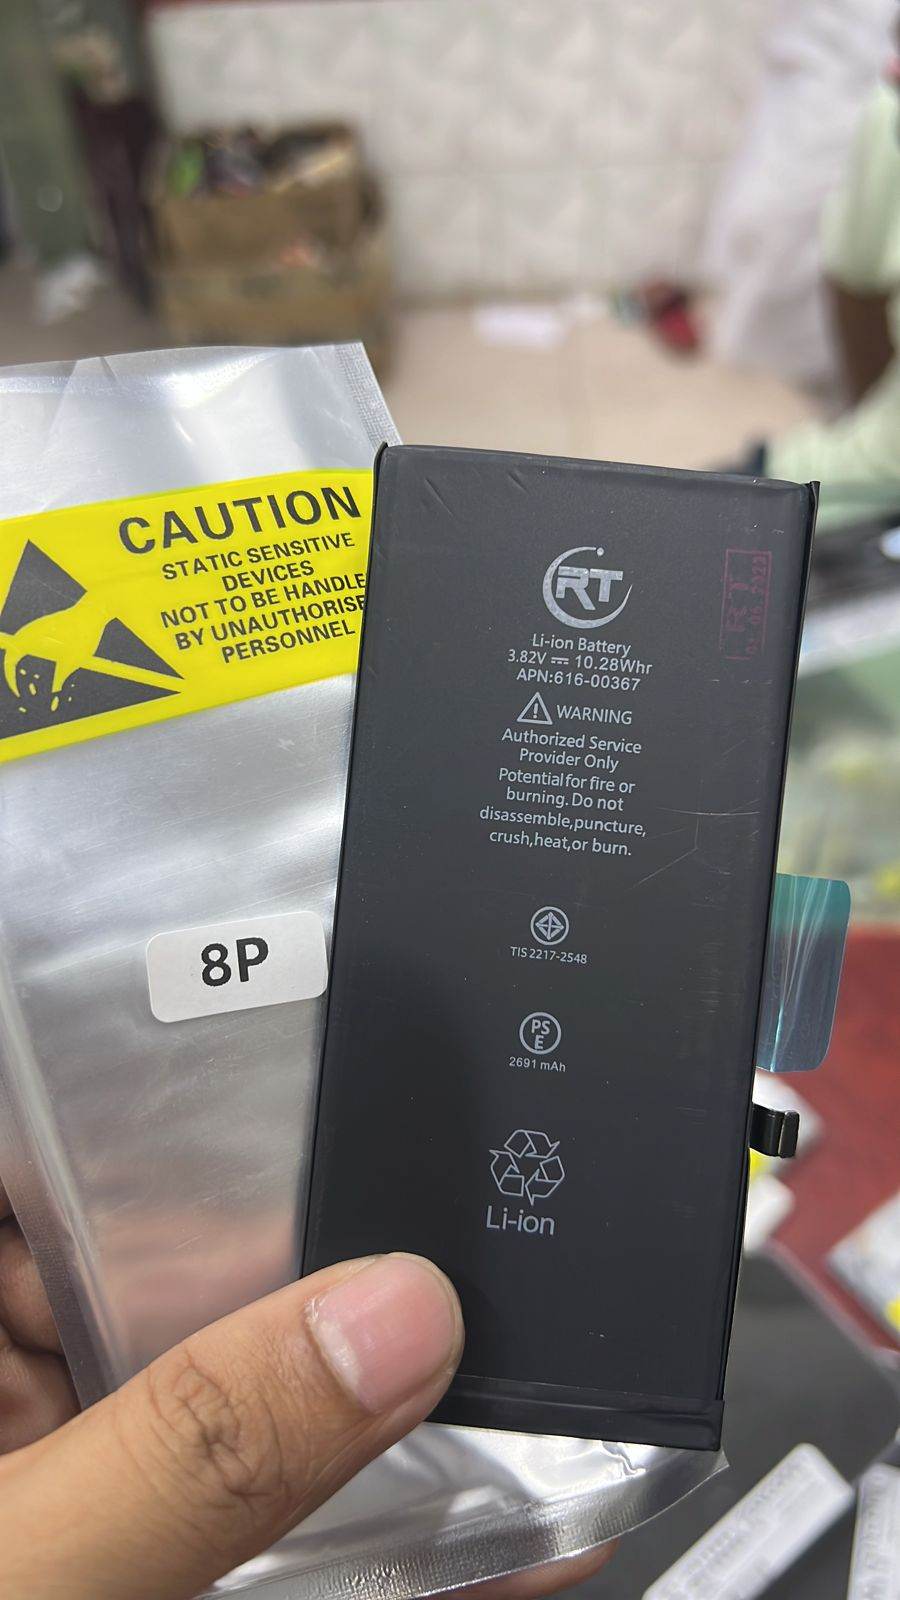 CAUTION
STATIC SENSITIVE
DEVICES
NOT TO BE HANDLE
BY UNAUTHORISE
PERSONNEL
8P
RT
Li-ion Battery
3.82V ⎓ 10.28Whr
APN:616-00367
WARNING
Authorized Service
Provider Only
Potential for fire or
burning. Do not
disassemble,puncture,
crush,heat,or burn.
TIS 2217-2548
PS
E
2691 mAh
Li-ion
RT